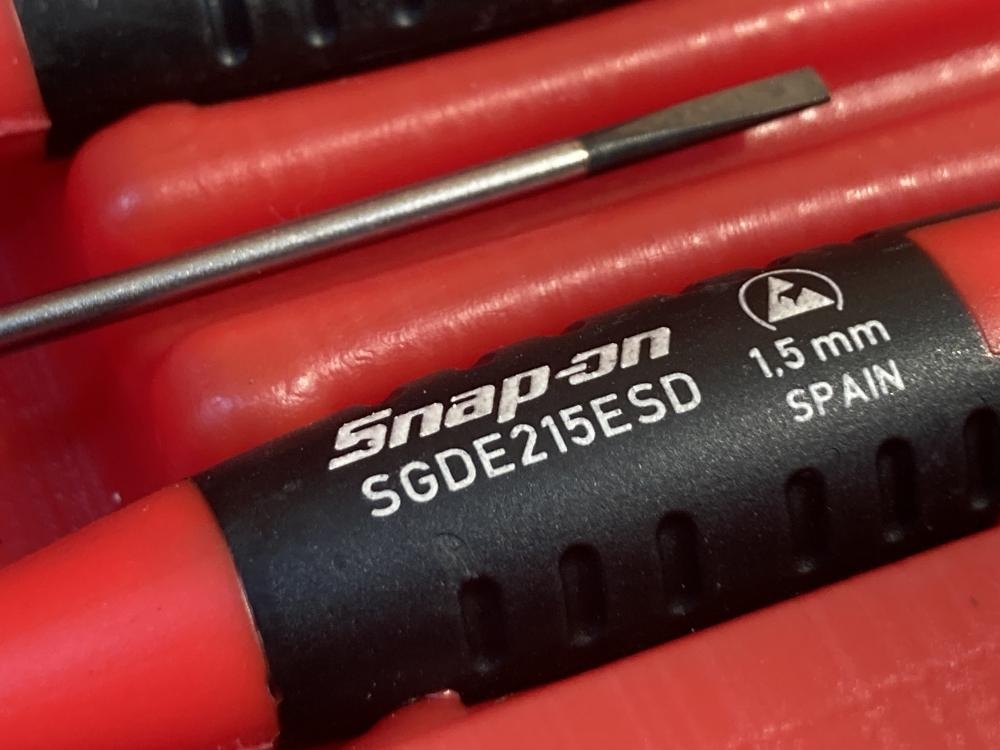 Snap-on
SGDE215ESD
1,5 mm
SPAIN